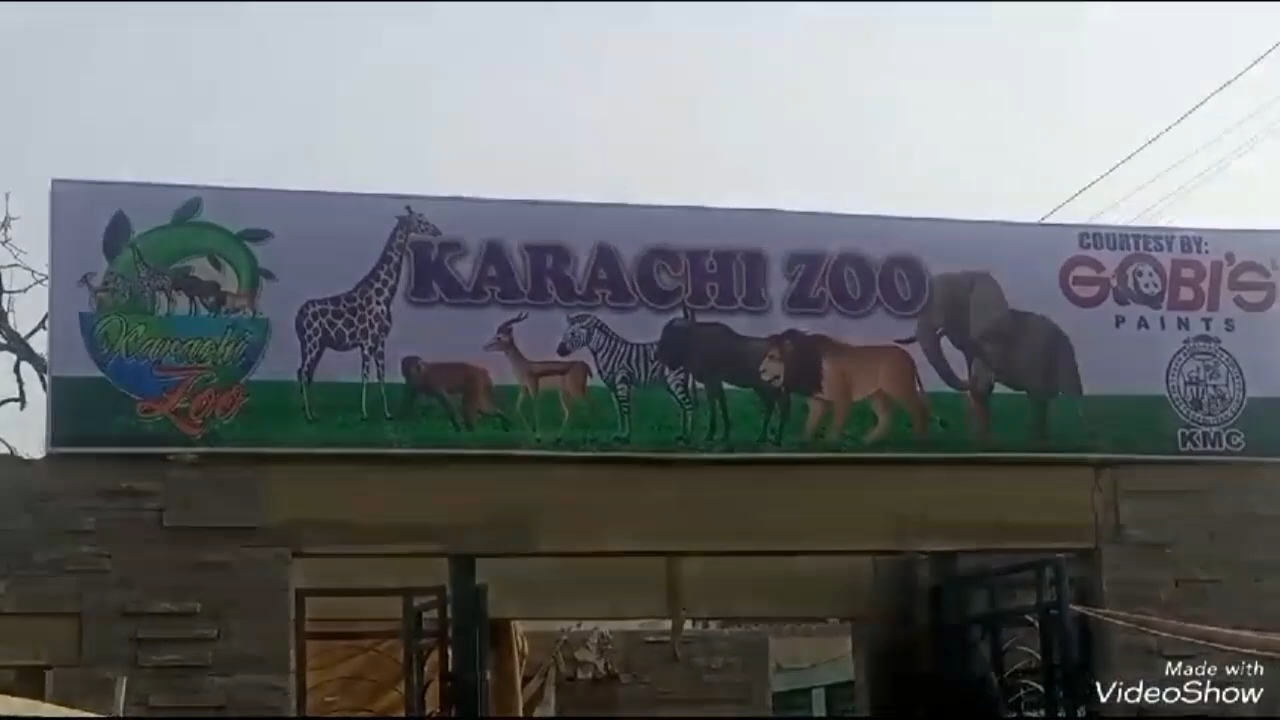 Karachi
Zoo
KARACHI ZOO
COURTESY BY:
GOBI'S
PAINTS
KMC
Made with
VideoShow